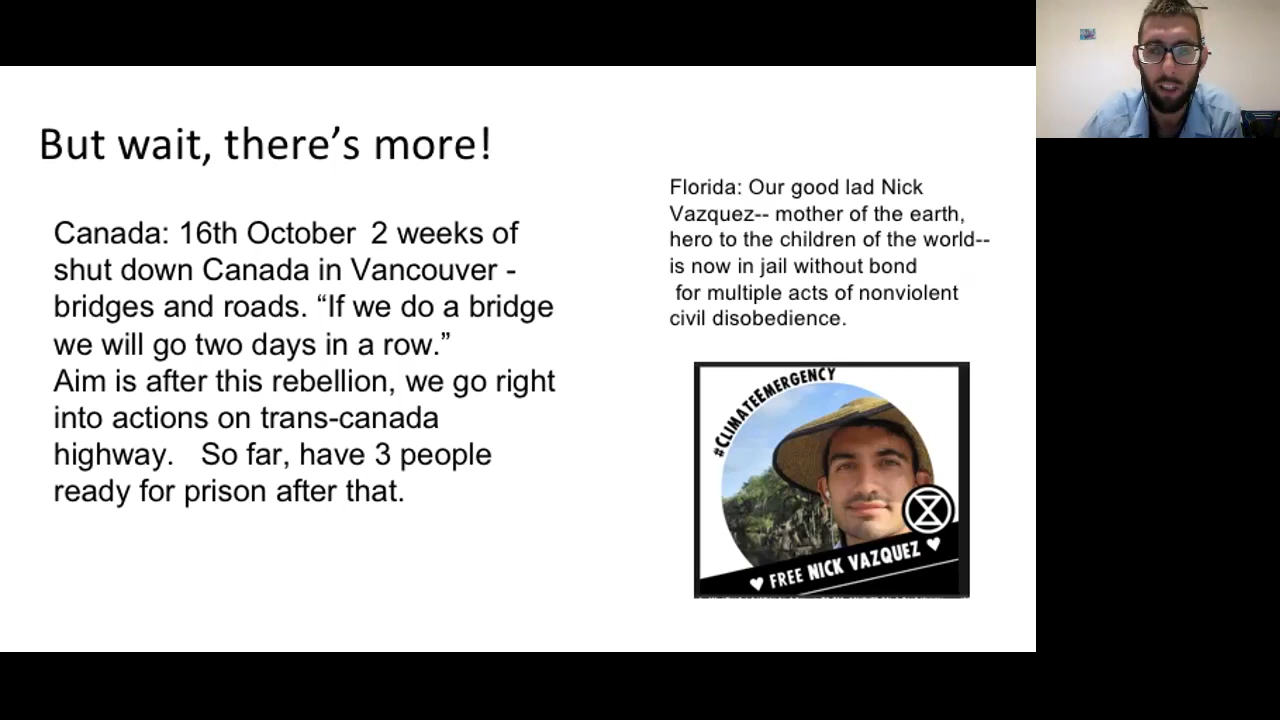 But wait, there’s more!
Canada: 16th October  2 weeks of
shut down Canada in Vancouver -
bridges and roads. “If we do a bridge
we will go two days in a row.”
Aim is after this rebellion, we go right
into actions on trans-canada
highway.   So far, have 3 people
ready for prison after that.
Florida: Our good lad Nick
Vazquez-- mother of the earth,
hero to the children of the world--
is now in jail without bond
for multiple acts of nonviolent
civil disobedience.
#CLIMATEEMERGENCY
♥ FREE NICK VAZQUEZ ♥